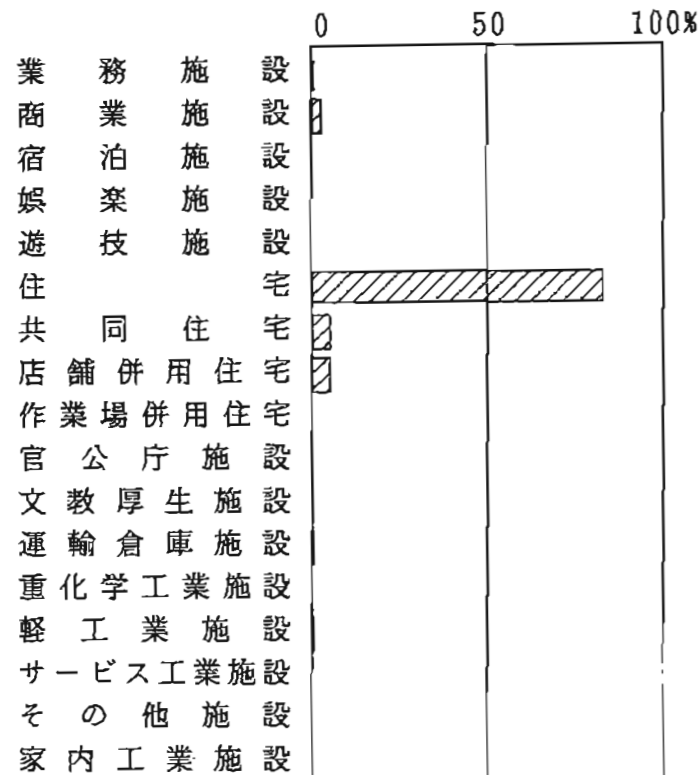 0 50 100%
業務施設
商業施設
宿泊施設
娯楽施設
遊技施設
住宅
共同住宅
店舗併用住宅
作業場併用住宅
官公庁施設
文教厚生施設
運輸倉庫施設
重化学工業施設
軽工業施設
サービス工業施設
その他施設
家内工業施設